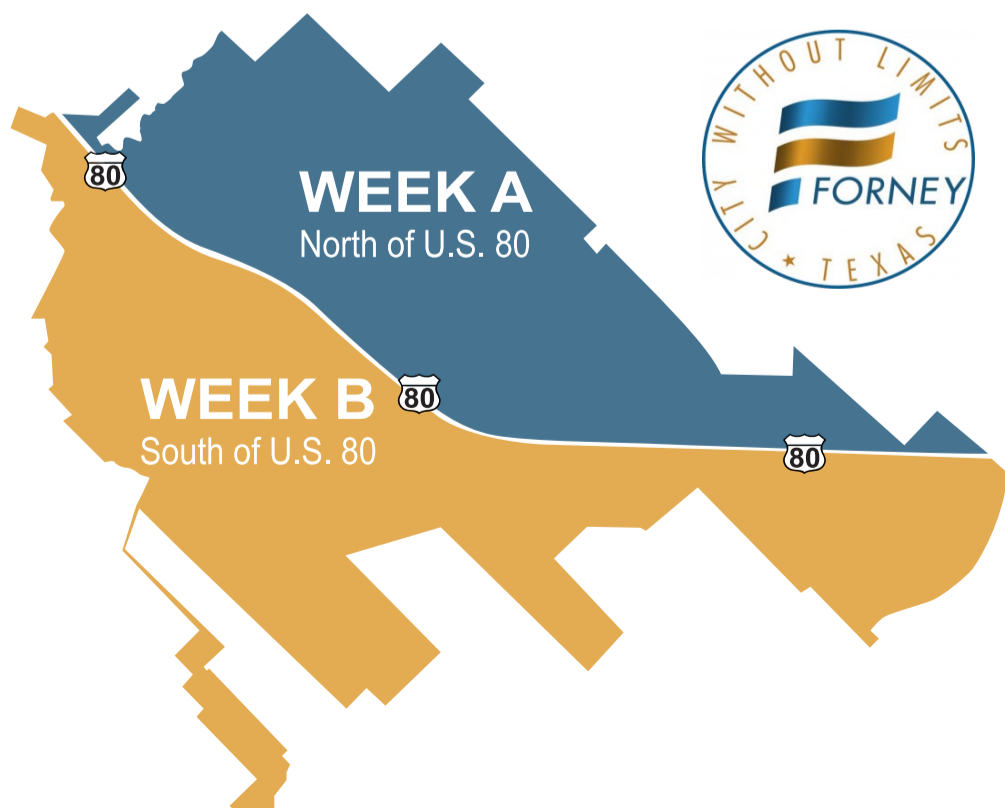 CITY WITHOUT LIMITS
FORNEY
★ TEXAS
80
WEEK A
North of U.S. 80
WEEK B
South of U.S. 80
80
80